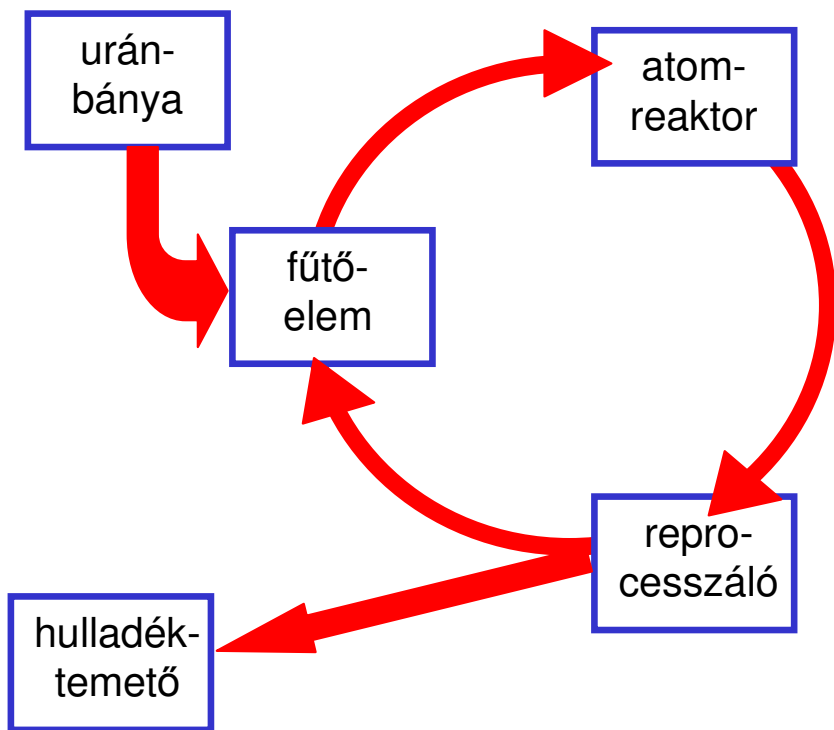 urán-
bánya
atom-
reaktor
fűtő-
elem
repro-
cesszáló
hulladék-
temető